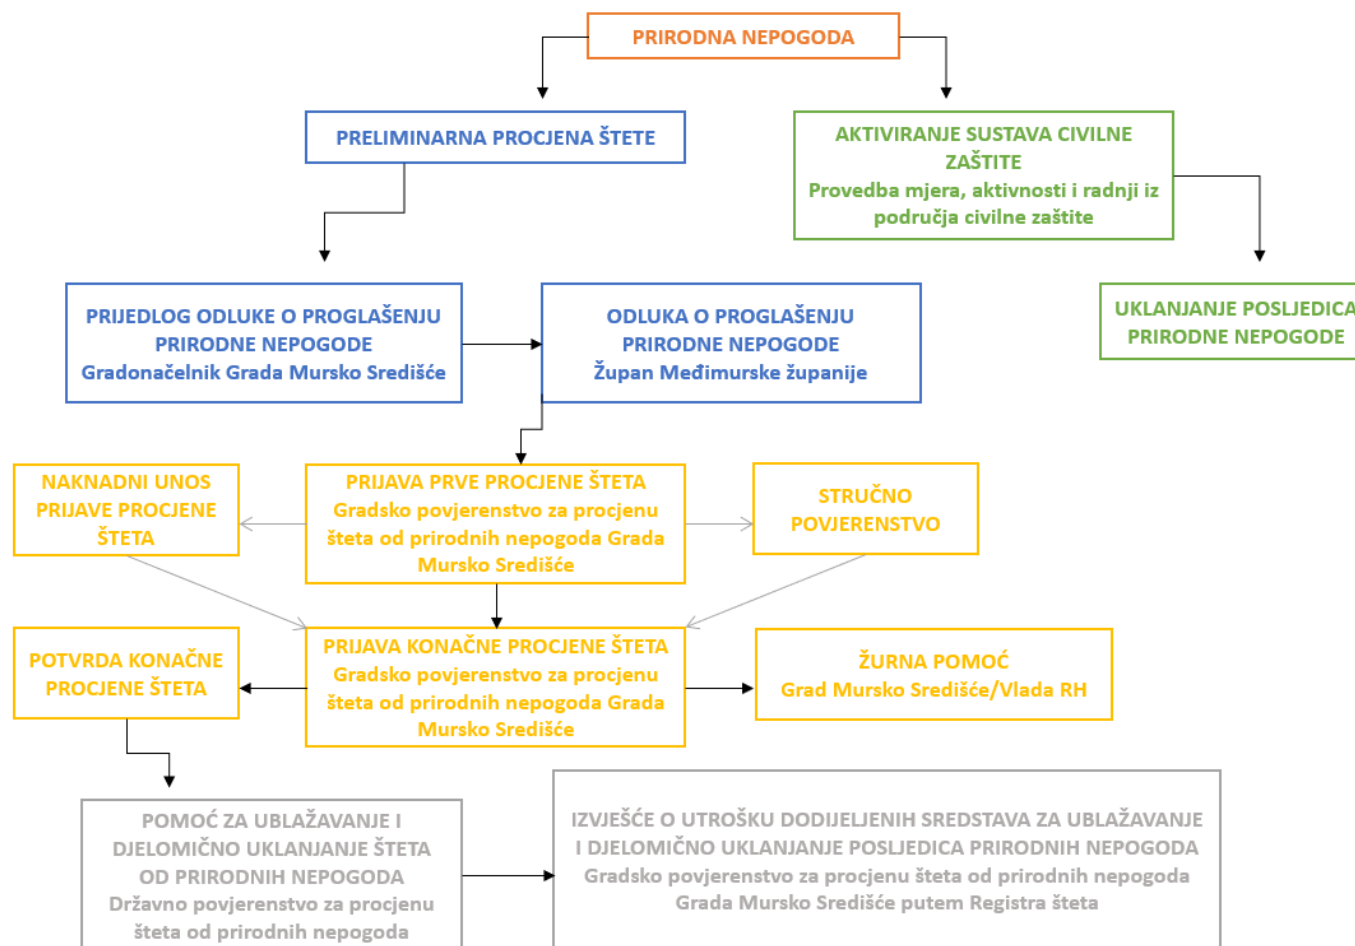 PRIRODNA NEPOGODA
PRELIMINARNA PROCJENA ŠTETE
AKTIVIRANJE SUSTAVA CIVILNE
ZAŠTITE
Provedba mjera, aktivnosti i radnji iz
područja civilne zaštite
PRIJEDLOG ODLUKE O PROGLAŠENJU
PRIRODNE NEPOGODE
Gradonačelnik Grada Mursko Središće
ODLUKA O PROGLAŠENJU
PRIRODNE NEPOGODE
Župan Međimurske županije
UKLANJANJE POSLJEDICA
PRIRODNE NEPOGODE
NAKNADNI UNOS
PRIJAVE PROCJENE
ŠTETA
PRIJAVA PRVE PROCJENE ŠTETA
Gradsko povjerenstvo za procjenu
šteta od prirodnih nepogoda Grada
Mursko Središće
STRUČNO
POVJERENSTVO
POTVRDA KONAČNE
PROCJENE ŠTETA
PRIJAVA KONAČNE PROCJENE ŠTETA
Gradsko povjerenstvo za procjenu
šteta od prirodnih nepogoda Grada
Mursko Središće
ŽURNA POMOĆ
Grad Mursko Središće/Vlada RH
POMOĆ ZA UBLAŽAVANJE I
DJELOMIČNO UKLANJANJE ŠTETA
OD PRIRODNIH NEPOGODA
Državno povjerenstvo za procjenu
šteta od prirodnih nepogoda
IZVJEŠĆE O UTROŠKU DODIJELJENIH SREDSTAVA ZA UBLAŽAVANJE
I DJELOMIČNO UKLANJANJE POSLJEDICA PRIRODNIH NEPOGODA
Gradsko povjerenstvo za procjenu šteta od prirodnih nepogoda
Grada Mursko Središće putem Registra šteta